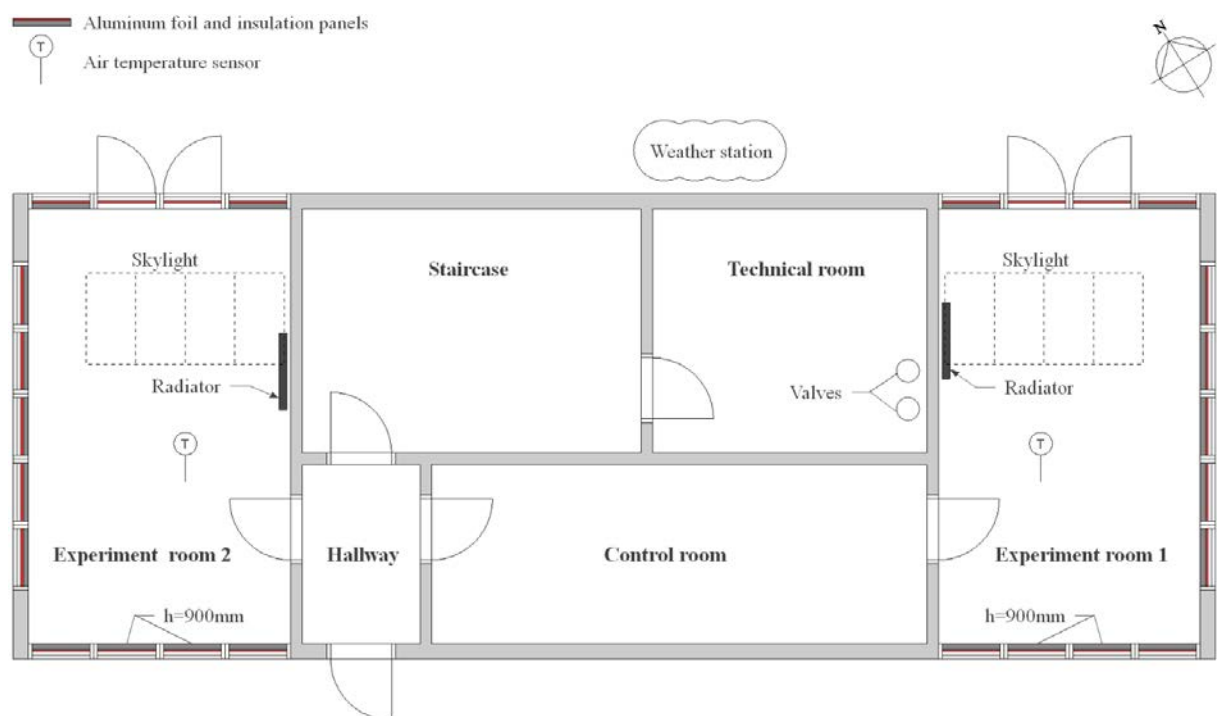 Aluminum foil and insulation panels
T
Air temperature sensor
N
Weather station
Skylight
Staircase
Technical room
Skylight
Radiator
Valves
Radiator
T
T
Experiment room 2
Hallway
Control room
Experiment room 1
h=900mm
h=900mm